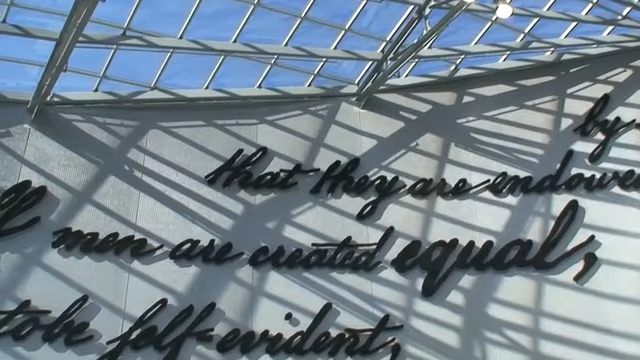 by
that they are endowe
ll men are created equal,
to be self-evident,